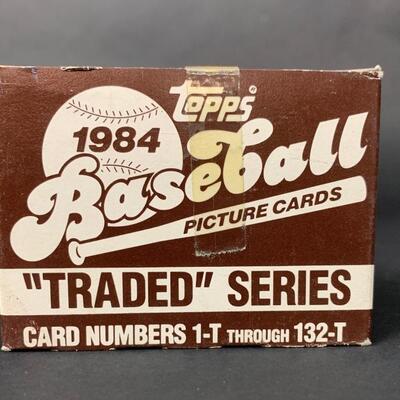 TOPPS®
1984
Baseball
PICTURE CARDS
"TRADED" SERIES
CARD NUMBERS 1-T THROUGH 132-T